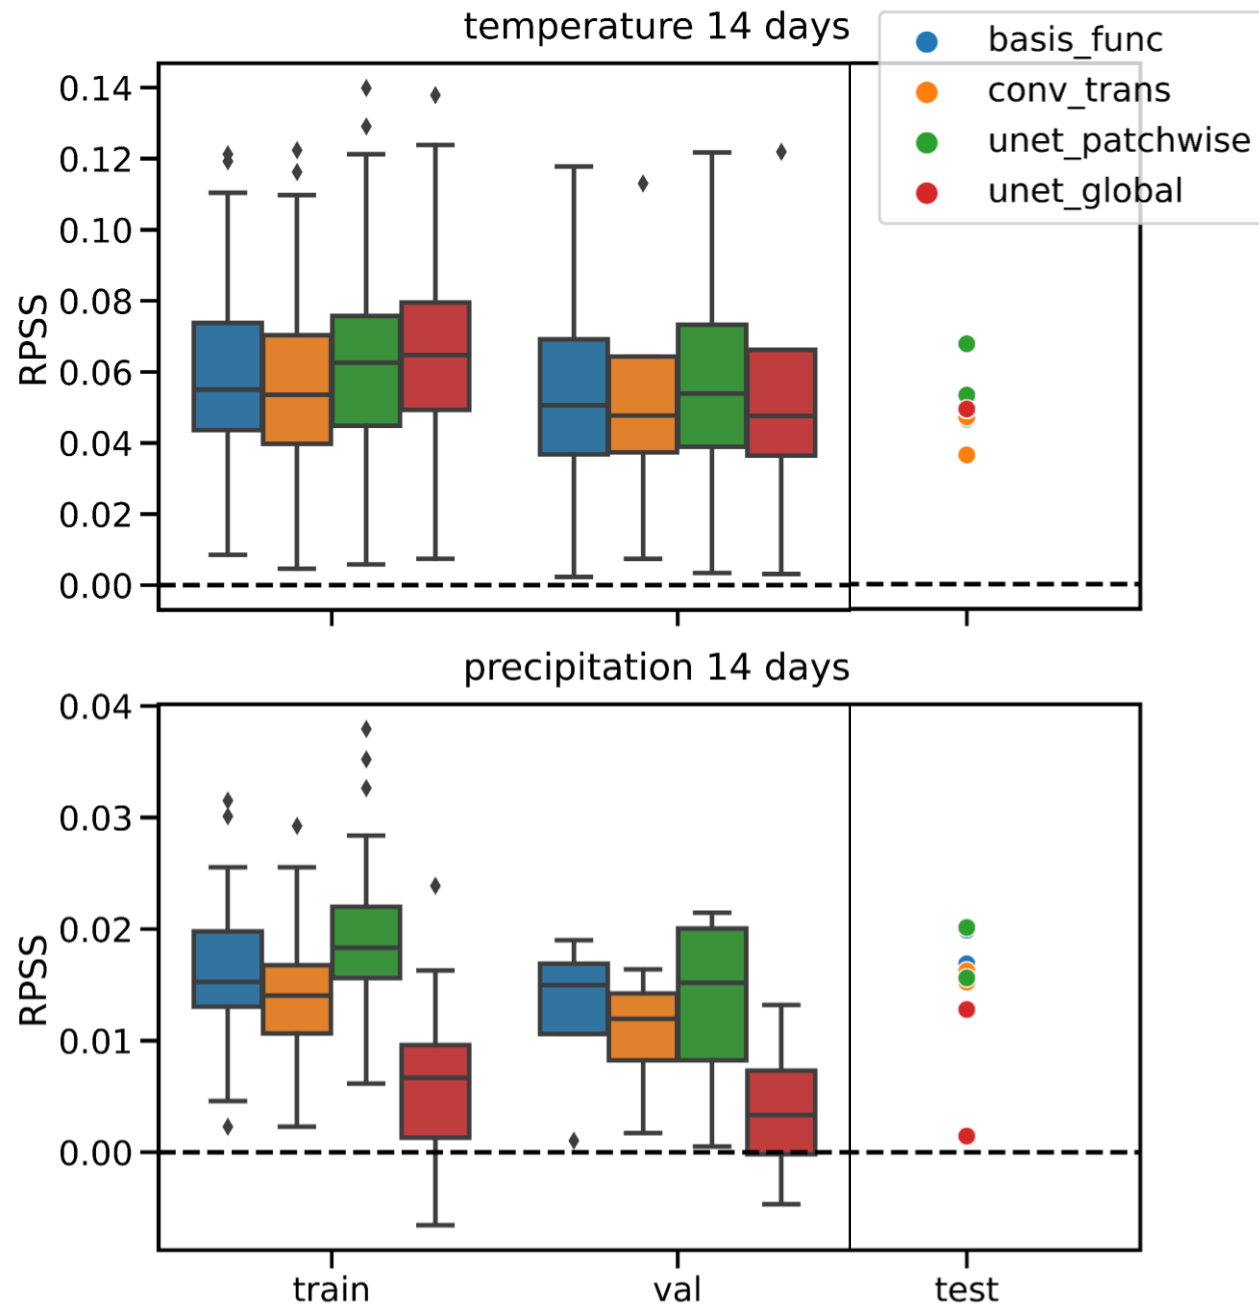 temperature 14 days
basis_func
conv_trans
unet_patchwise
unet_global
RPSS
0.14
0.12
0.10
0.08
0.06
0.04
0.02
0.00
precipitation 14 days
RPSS
0.04
0.03
0.02
0.01
0.00
train
val
test